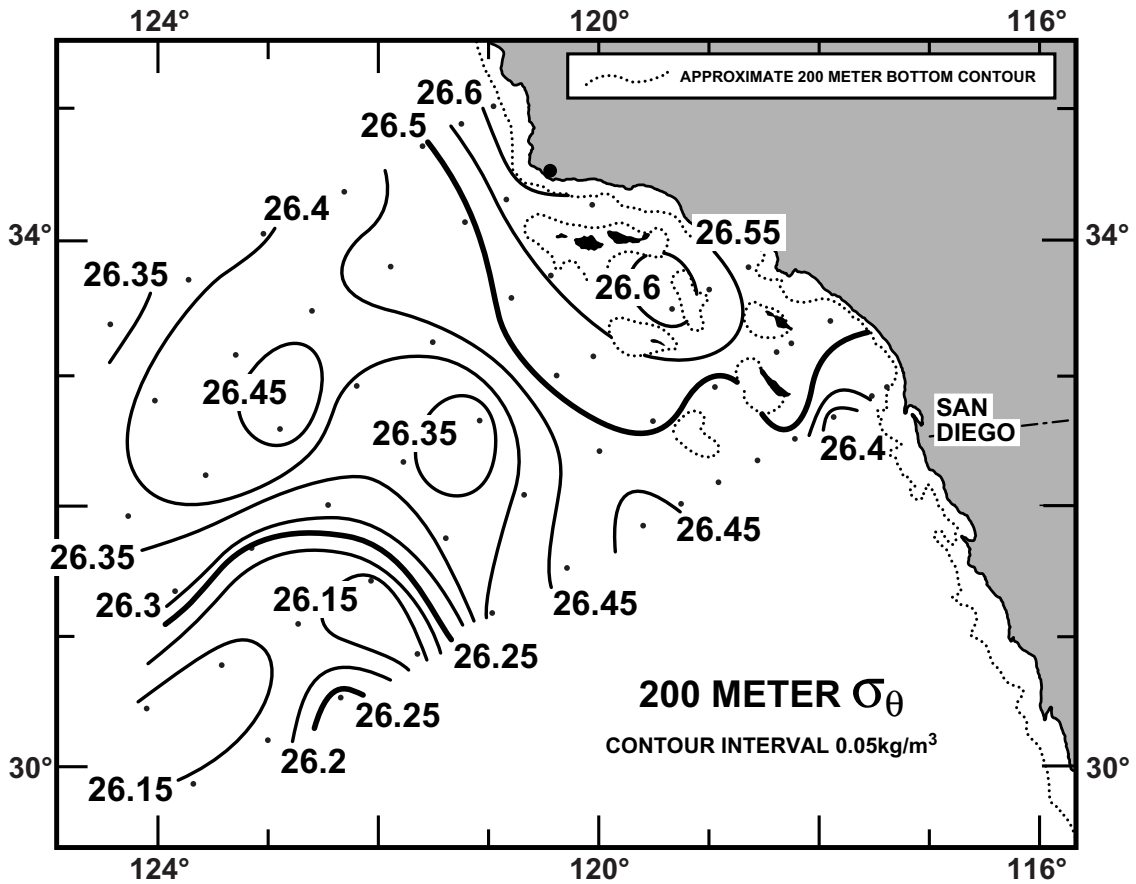 124° 120° 116°
APPROXIMATE 200 METER BOTTOM CONTOUR
26.6
26.5
26.4
34° 26.55 34°
26.35
26.6
26.45
SAN
DIEGO
26.35
26.4
26.45
26.35
26.3
26.15
26.45
26.25
200 METER σθ
26.25
CONTOUR INTERVAL 0.05kg/m³
26.2
30° 30°
26.15
124° 120° 116°